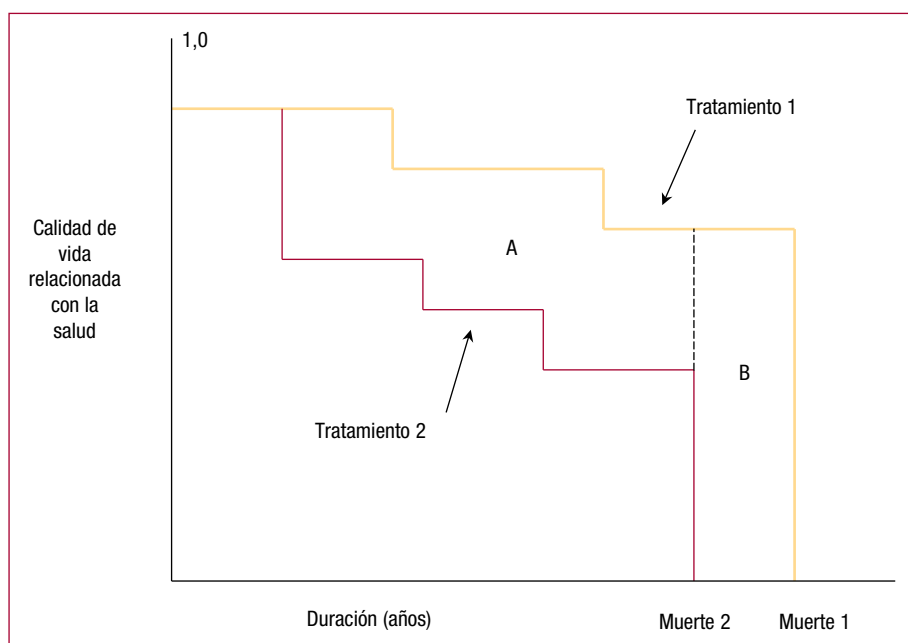 1,0
Tratamiento 1
Calidad de
vida
relacionada
con la
salud
A
B
Tratamiento 2
Duración (años)
Muerte 2
Muerte 1